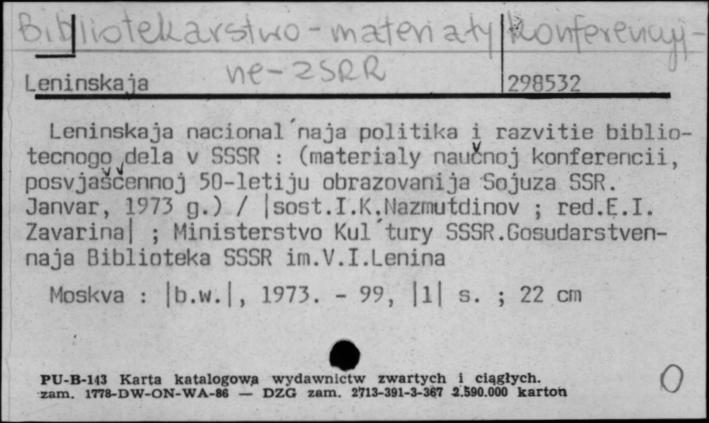 Bibliotekarstwo - materiały konferencyj-
ne - ZSRR
Leninskaja 298532
Leninskaja nacional´naja politika i razvitie biblio-
tecnogo dela v SSSR : (materialy naučnoj konferencii,
posvjaščennoj 50-letiju obrazovanija Sojuza SSR.
Janvar, 1973 g.) / |sost.I.K.Nazmutdinov ; red.E.I.
Zavarina| ; Ministerstvo Kul´tury SSSR.Gosudarstven-
naja Biblioteka SSSR im.V.I.Lenina
Moskva : |b.w.|, 1973. - 99, |1| s. ; 22 cm
PU-B-143 Karta katalogowa wydawnictw zwartych i ciągłych.
zam. 1778-DW-ON-WA-86 — DZG zam. 2713-391-3-367 2.590.000 karton
O